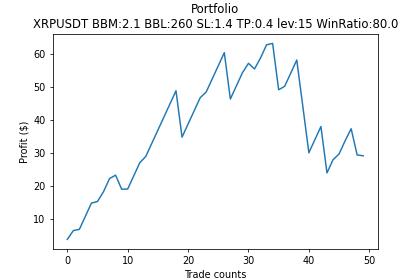 Portfolio
XRPUSDT BBM:2.1 BBL:260 SL:1.4 TP:0.4 lev:15 WinRatio:80.0
60
50
40
30
20
10
Profit ($)
0 10 20 30 40 50
Trade counts